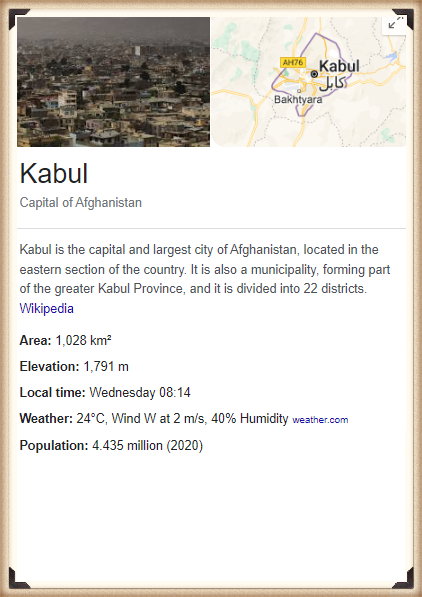 AH76
Kabul
كابل
Bakhtyara
Kabul
Capital of Afghanistan
Kabul is the capital and largest city of Afghanistan, located in the
eastern section of the country. It is also a municipality, forming part
of the greater Kabul Province, and it is divided into 22 districts.
Wikipedia
Area: 1,028 km²
Elevation: 1,791 m
Local time: Wednesday 08:14
Weather: 24°C, Wind W at 2 m/s, 40% Humidity weather.com
Population: 4.435 million (2020)